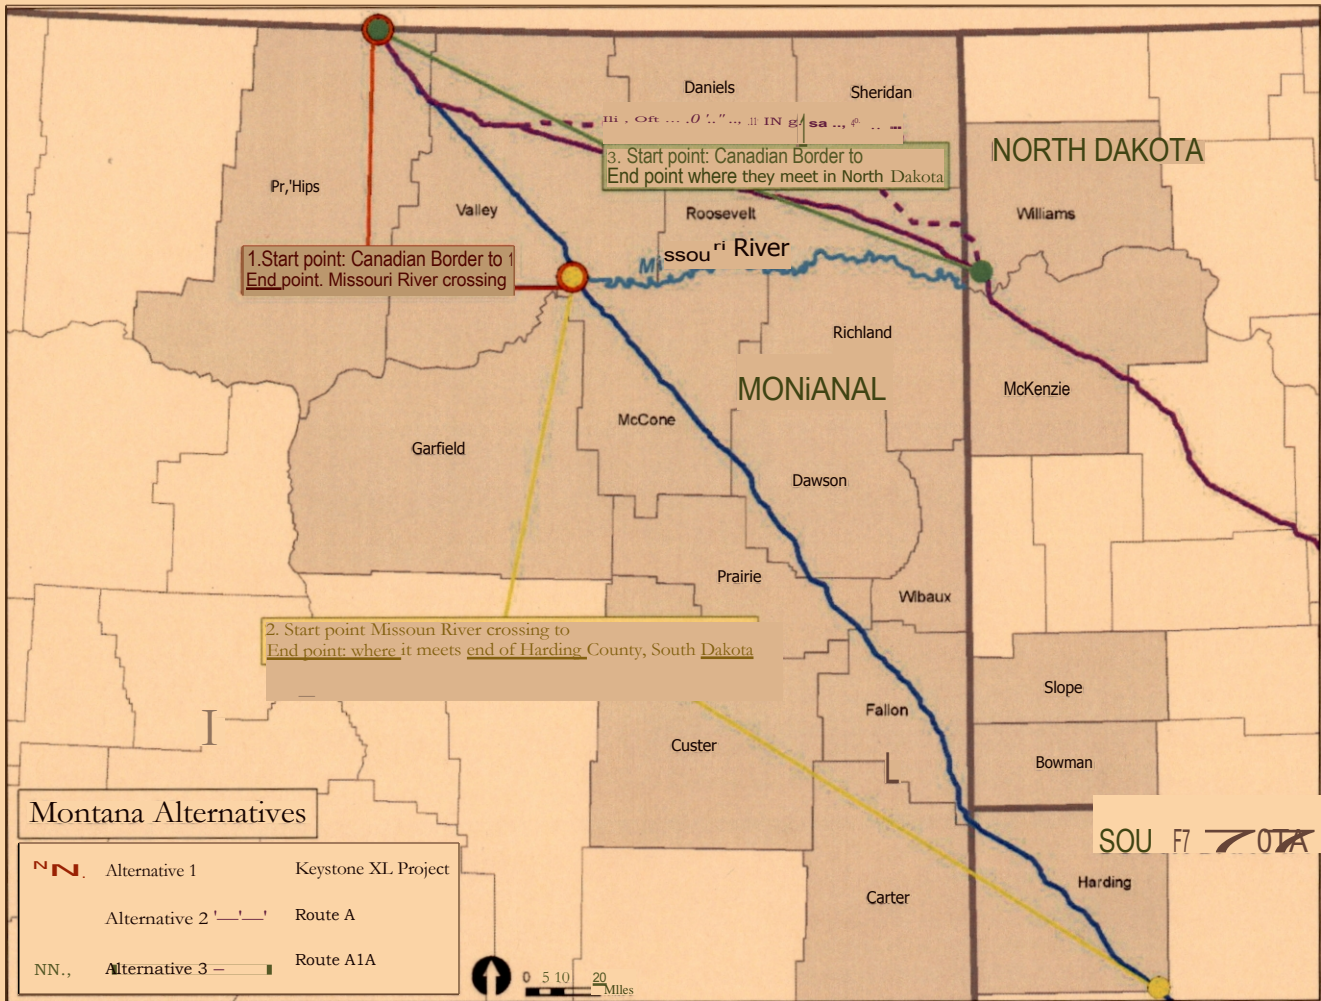 Daniels
Sheridan
NORTH DAKOTA
3. Start point: Canadian Border to
End point where they meet in North Dakota
Pr,'Hips
Valley
Roosevelt
Williams
ssouri River
1.Start point: Canadian Border to
End point. Missouri River crossing
Richland
MONiANAL
McKenzie
McCone
Garfield
Dawson
Prairie
Wibaux
2. Start point Missoun River crossing to
End point: where it meets end of Harding County, South Dakota
Slope
Fallon
I
Custer
Bowman
L
Montana Alternatives
SOU
Harding
Carter
Alternative 1 Keystone XL Project
Alternative 2 Route A
NN., Alternative 3 – Route A1A
0 5 10 20
MIles